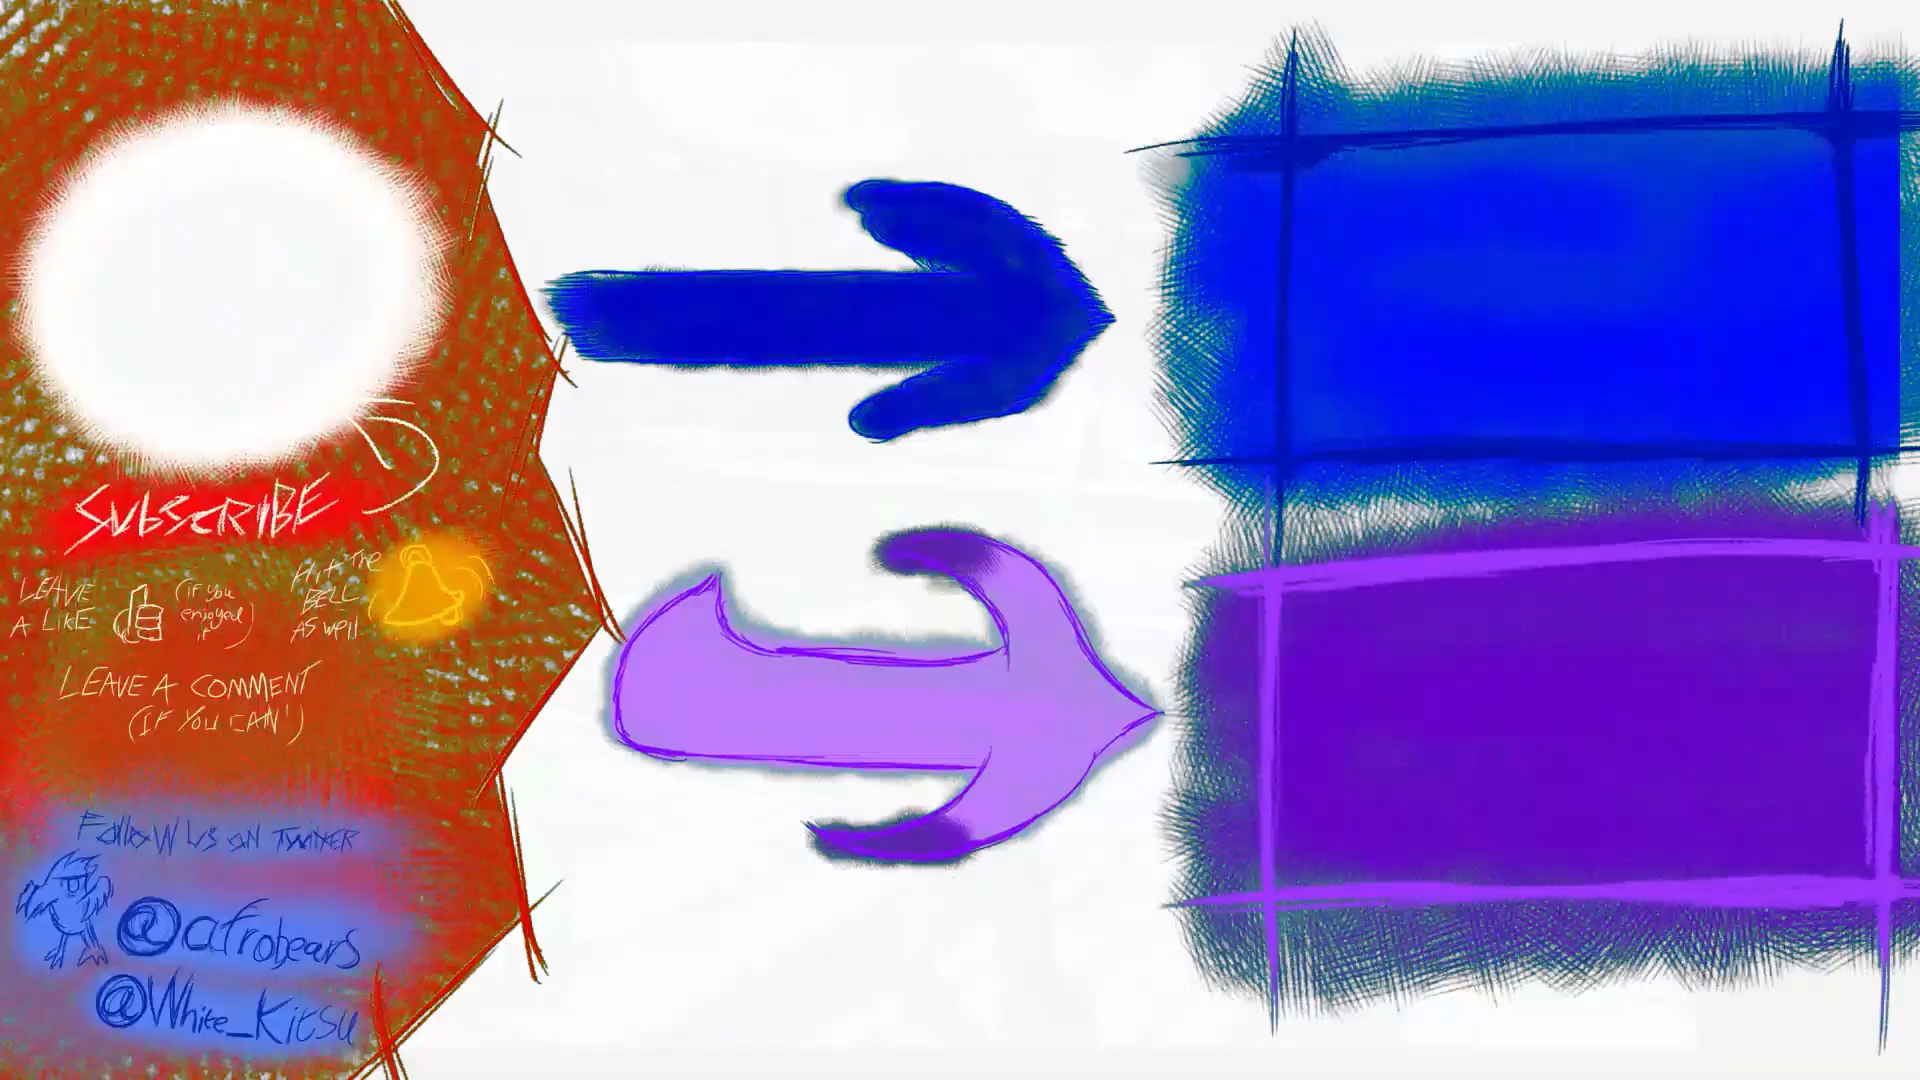 SUBSCRIBE
LEAVE
A LIKE
(if you
enjoyed
it)
Hit The
BELL
AS well
LEAVE A COMMENT
(IF YOU CAN')
Follow us on TWITTER
@afrobears
@White_Kitsu